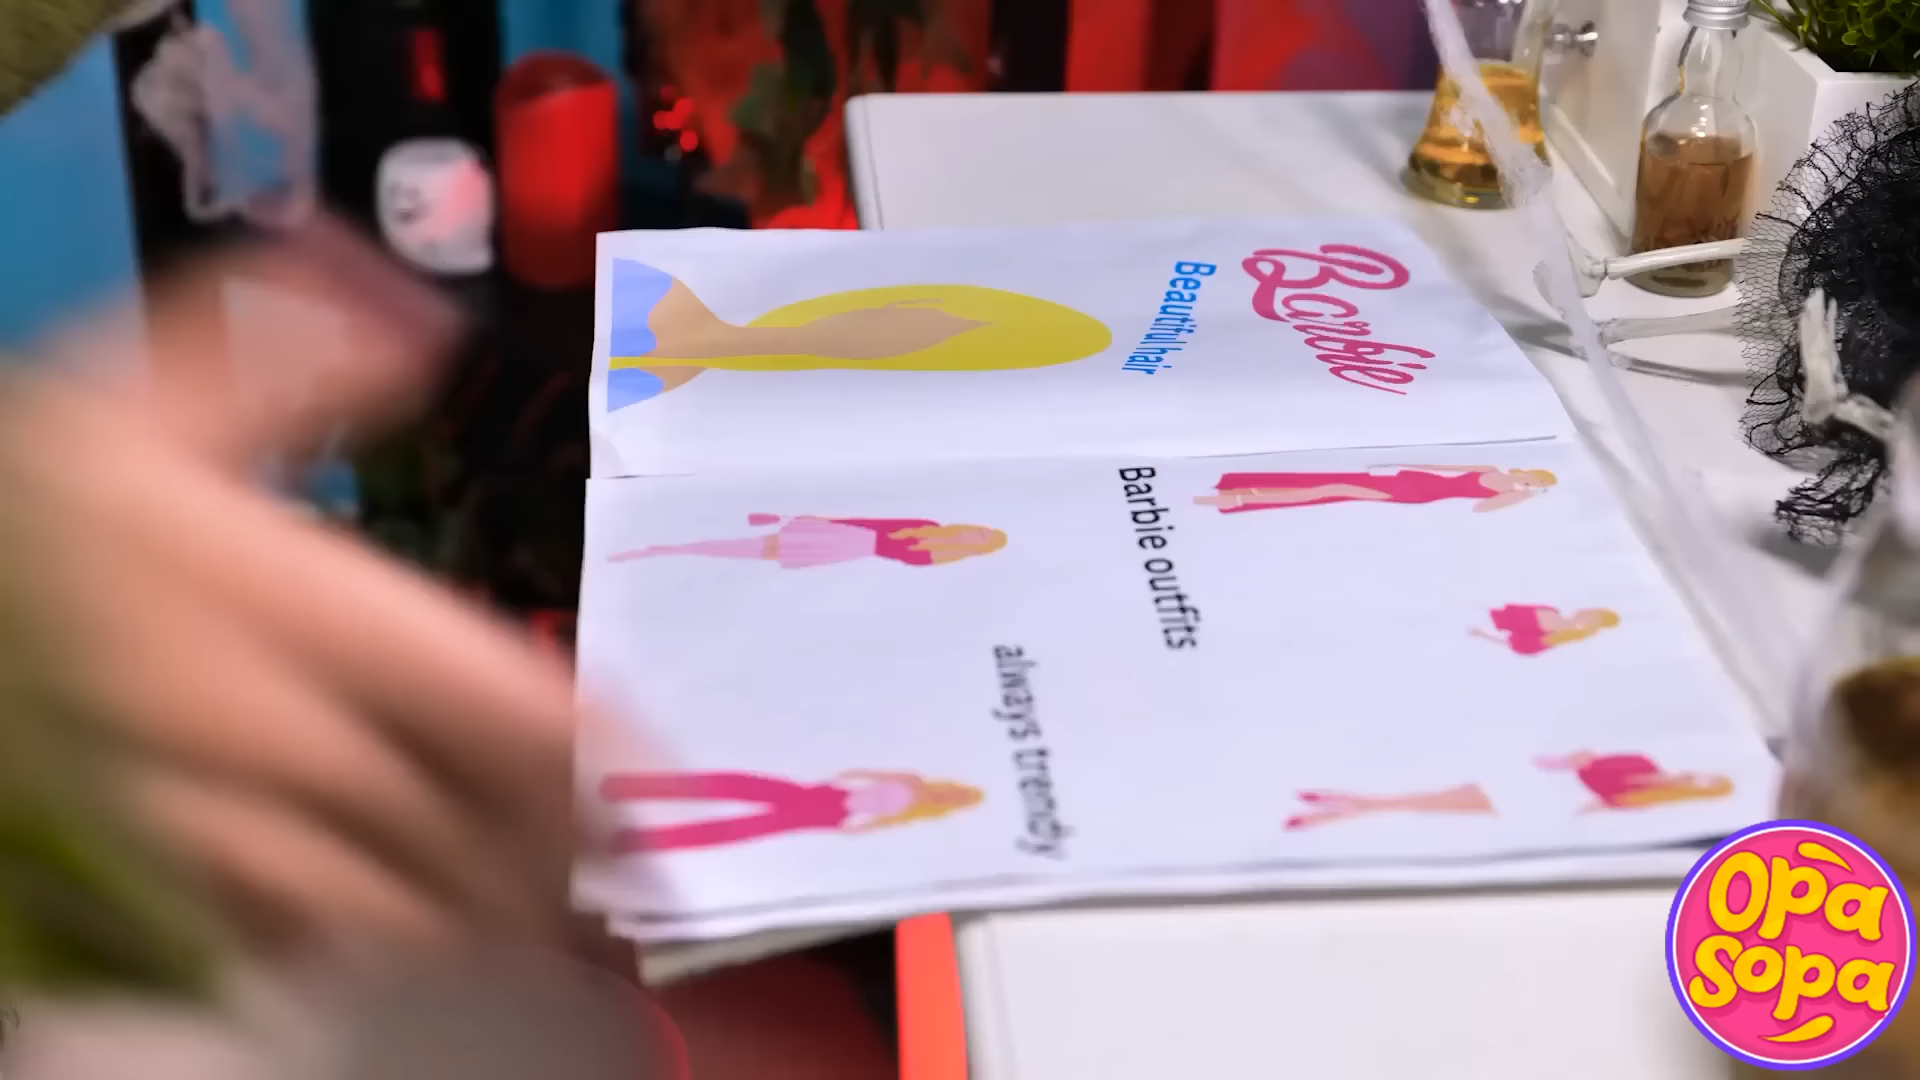 Barbie
Beautiful hair
Barbie outfits
always trendy
Opa
Sopa